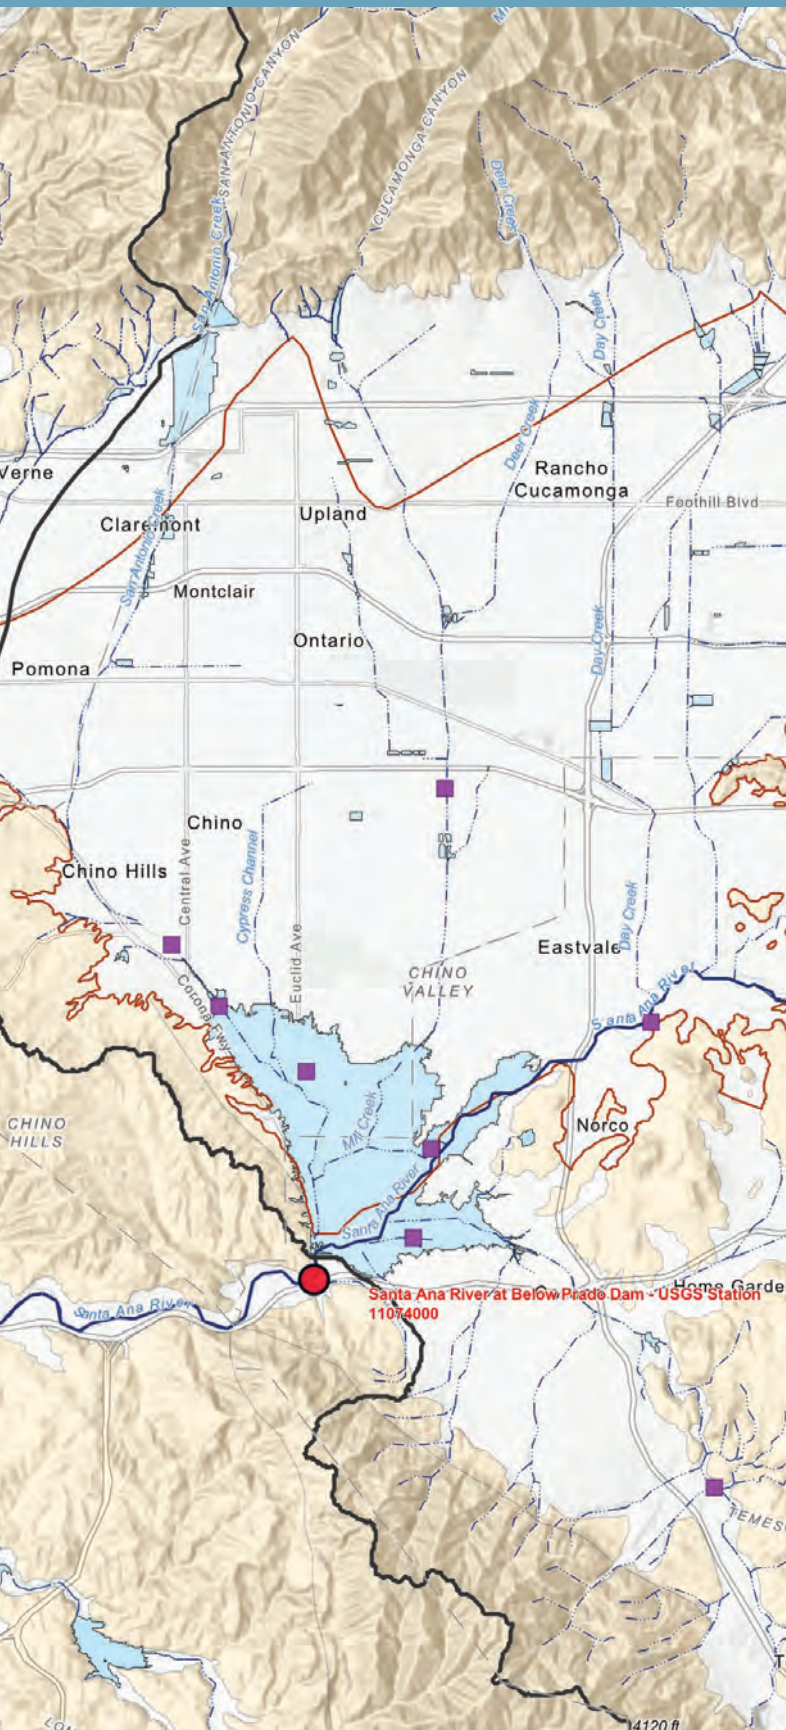 SAN ANTONIO CANYON
CUCAMONGA CANYON
Deer Creek
San Antonio Creek
Day Creek
Deer Creek
Verne
Rancho
Cucamonga
Foothill Blvd
Claremont
Upland
San Antonio Creek
Montclair
Ontario
Day Creek
Pomona
Chino
Chino Hills
Central Ave
Cypress Channel
Euclid Ave
Day Creek
Eastvale
CHINO
VALLEY
Corona Fwy
Santa Ana River
Mill Creek
CHINO
HILLS
Norco
Santa Ana River
Home Garde
Santa Ana River at Below Prado Dam - USGS Station
11074000
Santa Ana River
TEMES
4120 ft